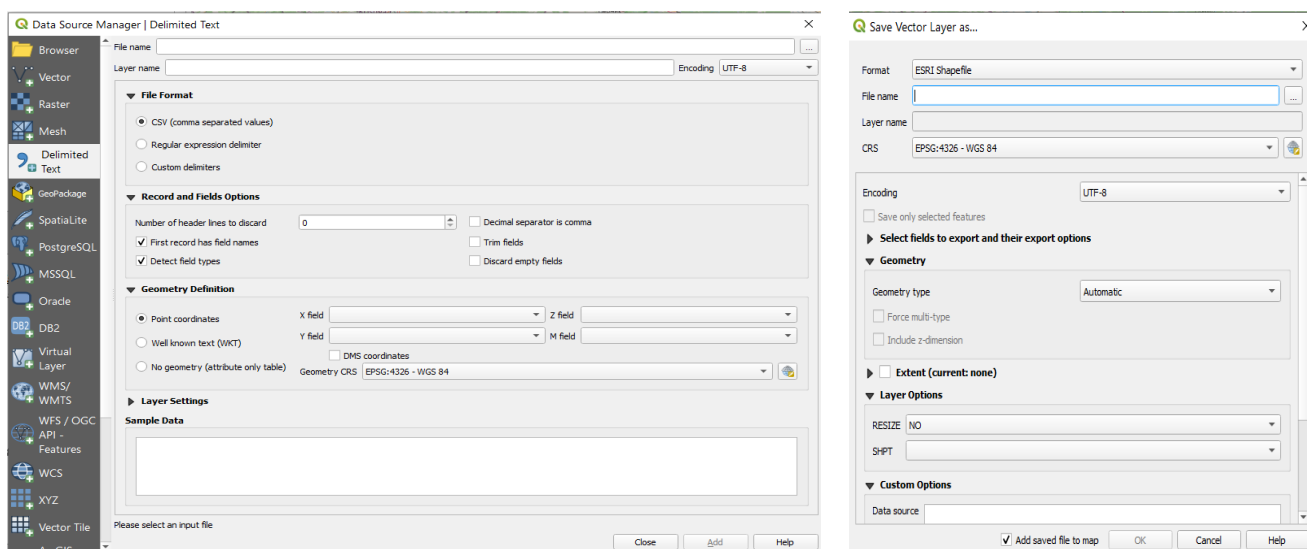 Data Source Manager | Delimited Text
Browser
Vector
Raster
Mesh
Delimited
Text
GeoPackage
SpatiaLite
PostgreSQL
MSSQL
Oracle
DB2
DB2
Virtual
Layer
WMS/
WMTS
WFS / OGC
API -
Features
WCS
XYZ
Vector Tile
File name
...
Layer name
Encoding UTF-8
File Format
CSV (comma separated values)
Regular expression delimiter
Custom delimiters
Record and Fields Options
Number of header lines to discard 0 Decimal separator is comma
First record has field names Trim fields
Detect field types Discard empty fields
Geometry Definition
Point coordinates X field Z field
Well known text (WKT) Y field M field
DMS coordinates
No geometry (attribute only table) Geometry CRS EPSG:4326 - WGS 84
Layer Settings
Sample Data
Please select an input file
Close Add Help
Save Vector Layer as...
Format ESRI Shapefile
File name ...
Layer name
CRS EPSG:4326 - WGS 84
Encoding UTF-8
Save only selected features
Select fields to export and their export options
Geometry
Geometry type Automatic
Force multi-type
Include z-dimension
Extent (current: none)
Layer Options
RESIZE NO
SHPT
Custom Options
Data source
Add saved file to map OK Cancel Help